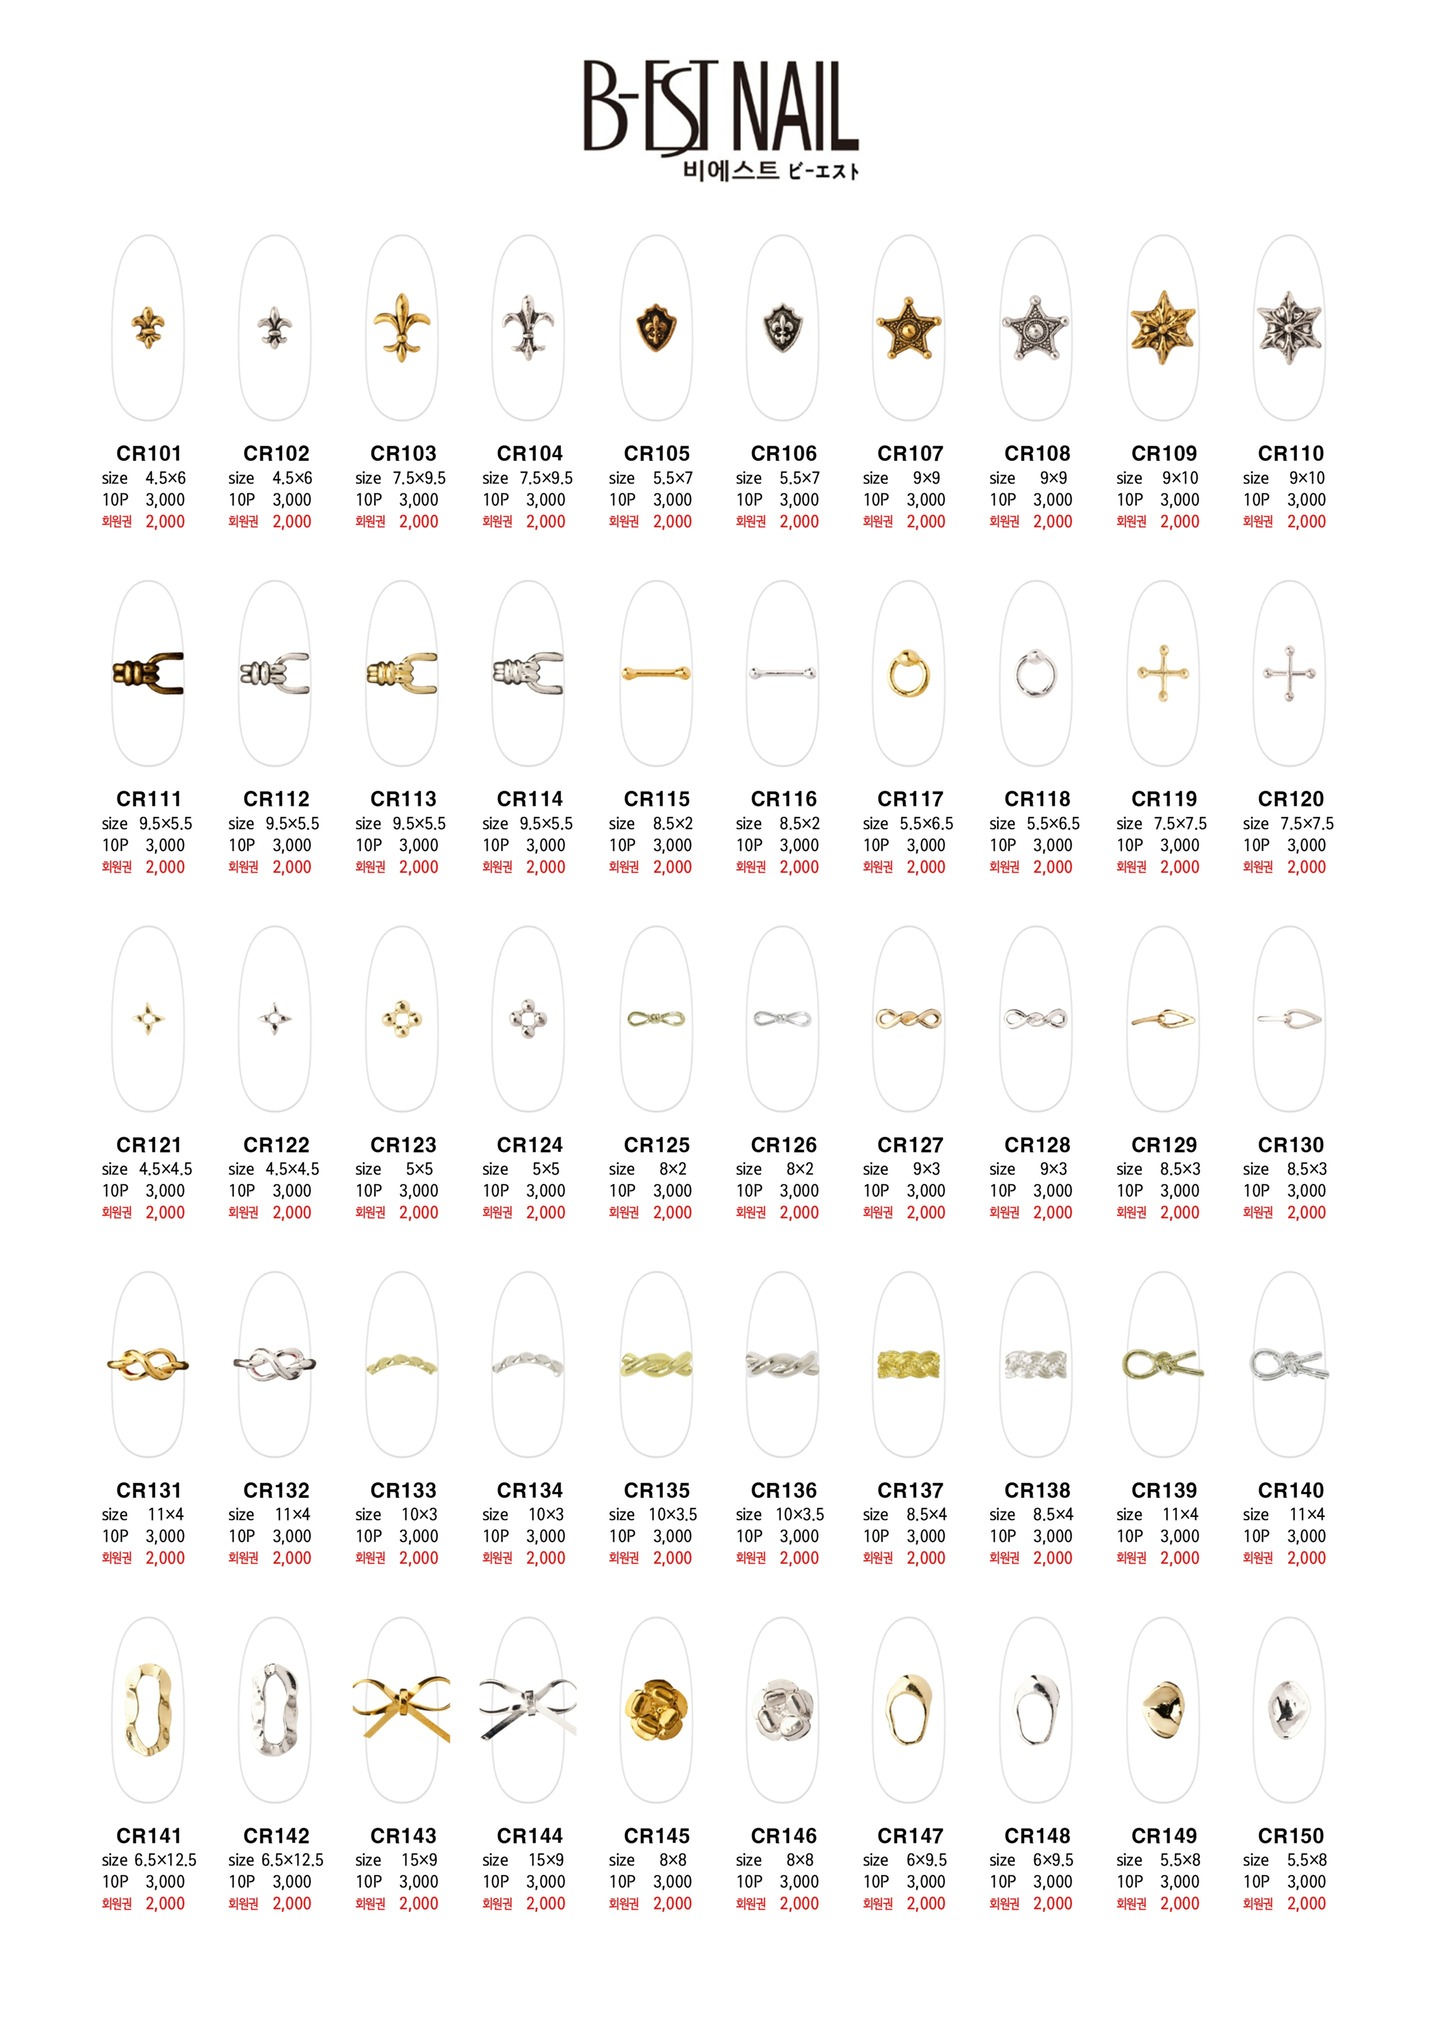 B-EST NAIL
비에스트 ビーエスト
CR101 CR102 CR103 CR104 CR105 CR106 CR107 CR108 CR109 CR110
size 4.5×6 size 4.5×6 size 7.5×9.5 size 7.5×9.5 size 5.5×7 size 5.5×7 size 9×9 size 9×9 size 9×10 size 9×10
10P 3,000 10P 3,000 10P 3,000 10P 3,000 10P 3,000 10P 3,000 10P 3,000 10P 3,000 10P 3,000 10P 3,000
회원권 2,000 회원권 2,000 회원권 2,000 회원권 2,000 회원권 2,000 회원권 2,000 회원권 2,000 회원권 2,000 회원권 2,000 회원권 2,000
CR111 CR112 CR113 CR114 CR115 CR116 CR117 CR118 CR119 CR120
size 9.5×5.5 size 9.5×5.5 size 9.5×5.5 size 9.5×5.5 size 8.5×2 size 8.5×2 size 5.5×6.5 size 5.5×6.5 size 7.5×7.5 size 7.5×7.5
10P 3,000 10P 3,000 10P 3,000 10P 3,000 10P 3,000 10P 3,000 10P 3,000 10P 3,000 10P 3,000 10P 3,000
회원권 2,000 회원권 2,000 회원권 2,000 회원권 2,000 회원권 2,000 회원권 2,000 회원권 2,000 회원권 2,000 회원권 2,000 회원권 2,000
CR121 CR122 CR123 CR124 CR125 CR126 CR127 CR128 CR129 CR130
size 4.5×4.5 size 4.5×4.5 size 5×5 size 5×5 size 8×2 size 8×2 size 9×3 size 9×3 size 8.5×3 size 8.5×3
10P 3,000 10P 3,000 10P 3,000 10P 3,000 10P 3,000 10P 3,000 10P 3,000 10P 3,000 10P 3,000 10P 3,000
회원권 2,000 회원권 2,000 회원권 2,000 회원권 2,000 회원권 2,000 회원권 2,000 회원권 2,000 회원권 2,000 회원권 2,000 회원권 2,000
CR131 CR132 CR133 CR134 CR135 CR136 CR137 CR138 CR139 CR140
size 11×4 size 11×4 size 10×3 size 10×3 size 10×3.5 size 10×3.5 size 8.5×4 size 8.5×4 size 11×4 size 11×4
10P 3,000 10P 3,000 10P 3,000 10P 3,000 10P 3,000 10P 3,000 10P 3,000 10P 3,000 10P 3,000 10P 3,000
회원권 2,000 회원권 2,000 회원권 2,000 회원권 2,000 회원권 2,000 회원권 2,000 회원권 2,000 회원권 2,000 회원권 2,000 회원권 2,000
CR141 CR142 CR143 CR144 CR145 CR146 CR147 CR148 CR149 CR150
size 6.5×12.5 size 6.5×12.5 size 15×9 size 15×9 size 8×8 size 8×8 size 6×9.5 size 6×9.5 size 5.5×8 size 5.5×8
10P 3,000 10P 3,000 10P 3,000 10P 3,000 10P 3,000 10P 3,000 10P 3,000 10P 3,000 10P 3,000 10P 3,000
회원권 2,000 회원권 2,000 회원권 2,000 회원권 2,000 회원권 2,000 회원권 2,000 회원권 2,000 회원권 2,000 회원권 2,000 회원권 2,000